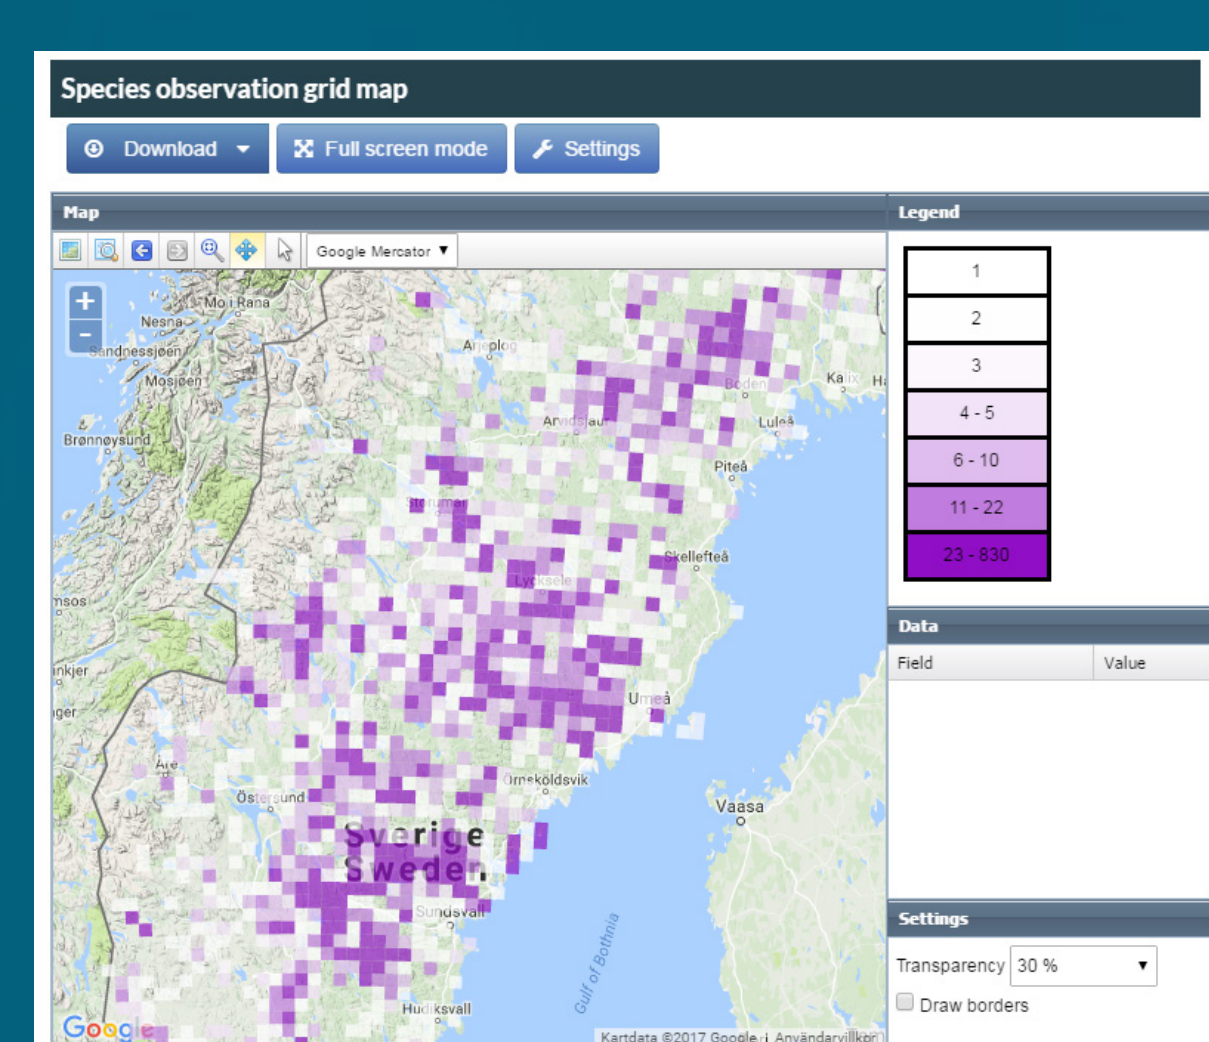 Species observation grid map
Download
Full screen mode
Settings
Map
Legend
Google Mercator
+
-
Mo i Rana
Nesna
Sandnessjøen
Mosjøen
Brønnøysund
Arjeplog
Arvidsjaur
Boden
Kalix
Luleå
Piteå
Storuman
Skellefteå
Lycksele
Umeå
Örnsköldsvik
Åre
Östersund
Vaasa
Sverige
Sweden
Sundsvall
Gulf of Bothnia
Hudiksvall
Google
Kartdata ©2017 Google
Användarvillkor
1
2
3
4 - 5
6 - 10
11 - 22
23 - 830
Data
Field
Value
Settings
Transparency
30 %
Draw borders